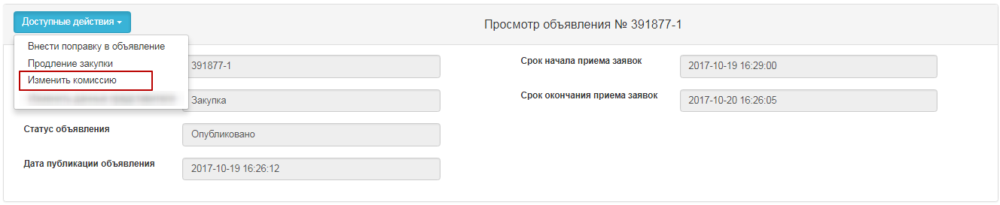 Доступные действия
Просмотр объявления № 391877-1
Внести поправку в объявление
Продление закупки
Изменить комиссию
391877-1
Срок начала приема заявок
2017-10-19 16:29:00
Закупка
Срок окончания приема заявок
2017-10-20 16:26:05
Статус объявления
Опубликовано
Дата публикации объявления
2017-10-19 16:26:12